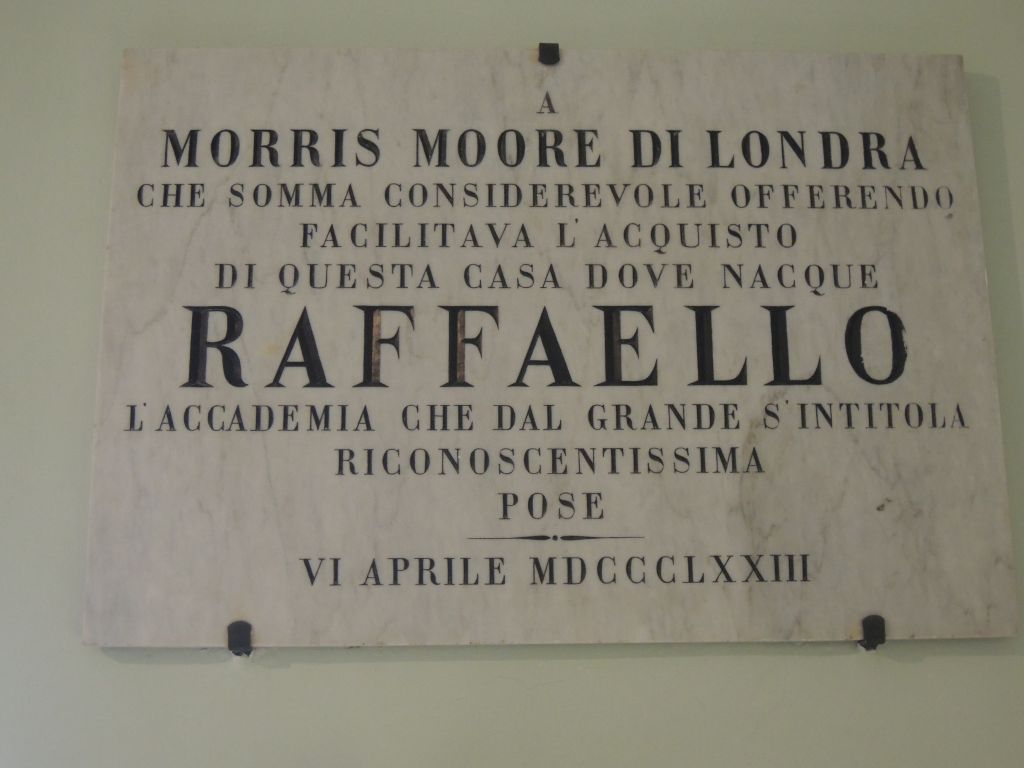 A
MORRIS MOORE DI LONDRA
CHE SOMMA CONSIDEREVOLE OFFERENDO
FACILITAVA L'ACQUISTO
DI QUESTA CASA DOVE NACQUE
RAFFAELLO
L'ACCADEMIA CHE DAL GRANDE S'INTITOLA
RICONOSCENTISSIMA
POSE
VI APRILE MDCCCLXXIII